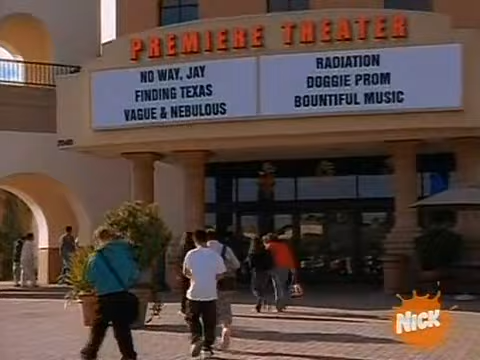 PREMIERE THEATER
NO WAY, JAY
FINDING TEXAS
VAGUE & NEBULOUS
RADIATION
DOGGIE PROM
BOUNTIFUL MUSIC
NICK